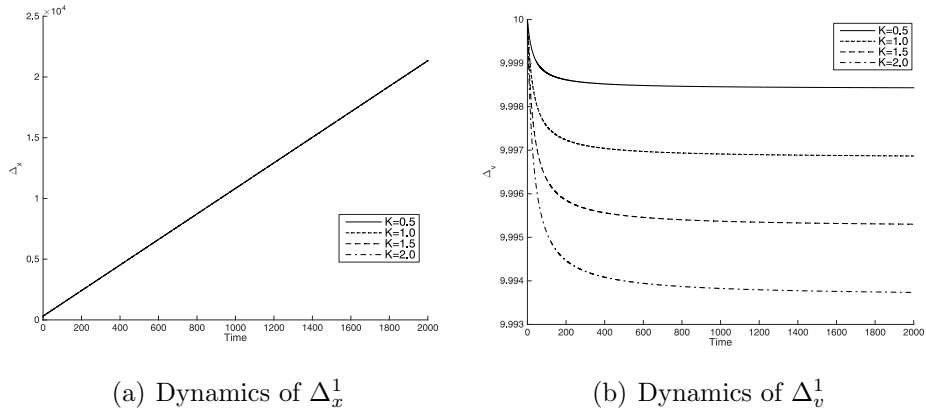 ×10⁴
2.5
2
1.5
1
0.5
0
Δx
0 200 400 600 800 1000 1200 1400 1600 1800 2000
Time
K=0.5
K=1.0
K=1.5
K=2.0
(a) Dynamics of Δ¹ₓ
10
9.999
9.998
9.997
9.996
9.995
9.994
9.993
Δv
0 200 400 600 800 1000 1200 1400 1600 1800 2000
Time
K=0.5
K=1.0
K=1.5
K=2.0
(b) Dynamics of Δ¹ᵥ